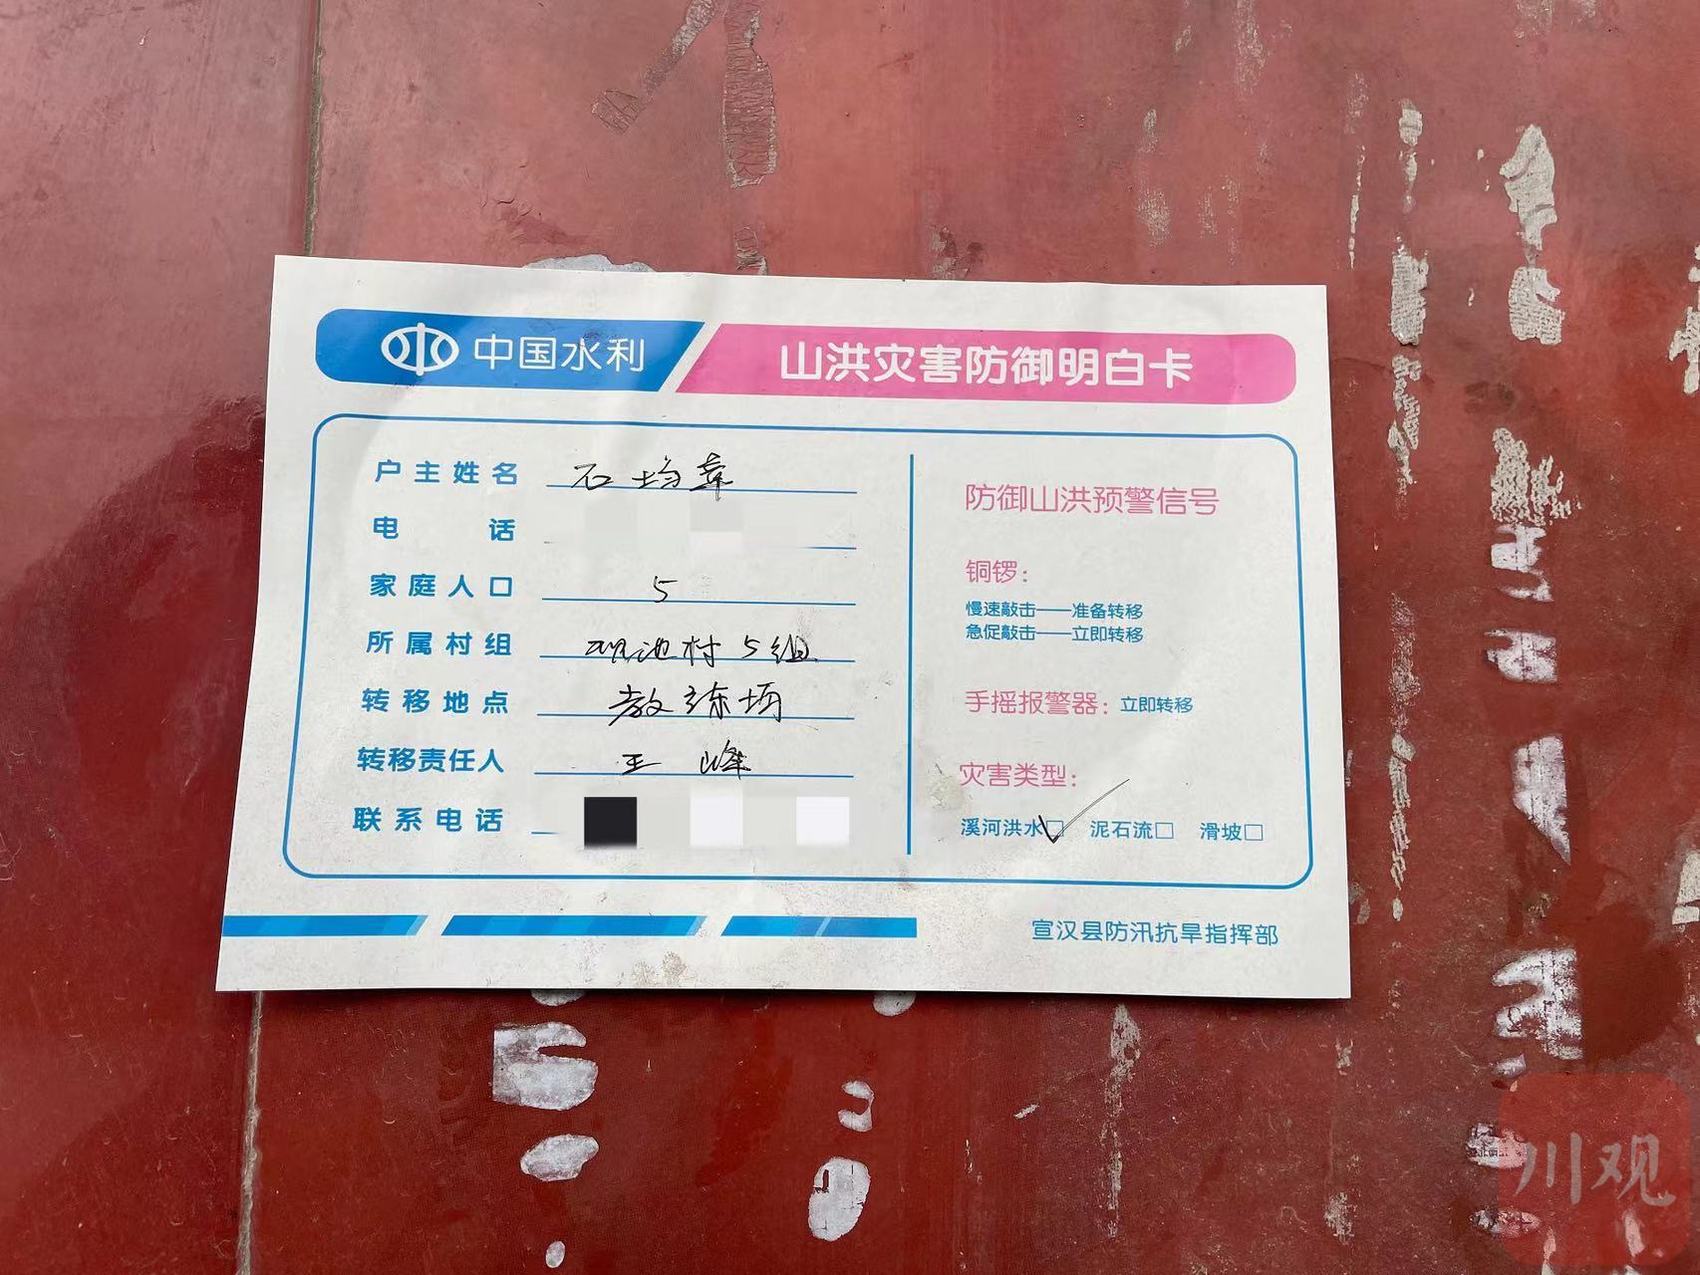 中国水利 山洪灾害防御明白卡
户主姓名 石均
电话
家庭人口 5
所属村组 观池村5组
转移地点 教练场
转移责任人 王峰
联系电话
防御山洪预警信号
铜锣：
慢速敲击——准备转移
急促敲击——立即转移
手摇报警器：立即转移
灾害类型：
溪河洪水☑ 泥石流□ 滑坡□
宣汉县防汛抗旱指挥部
川观